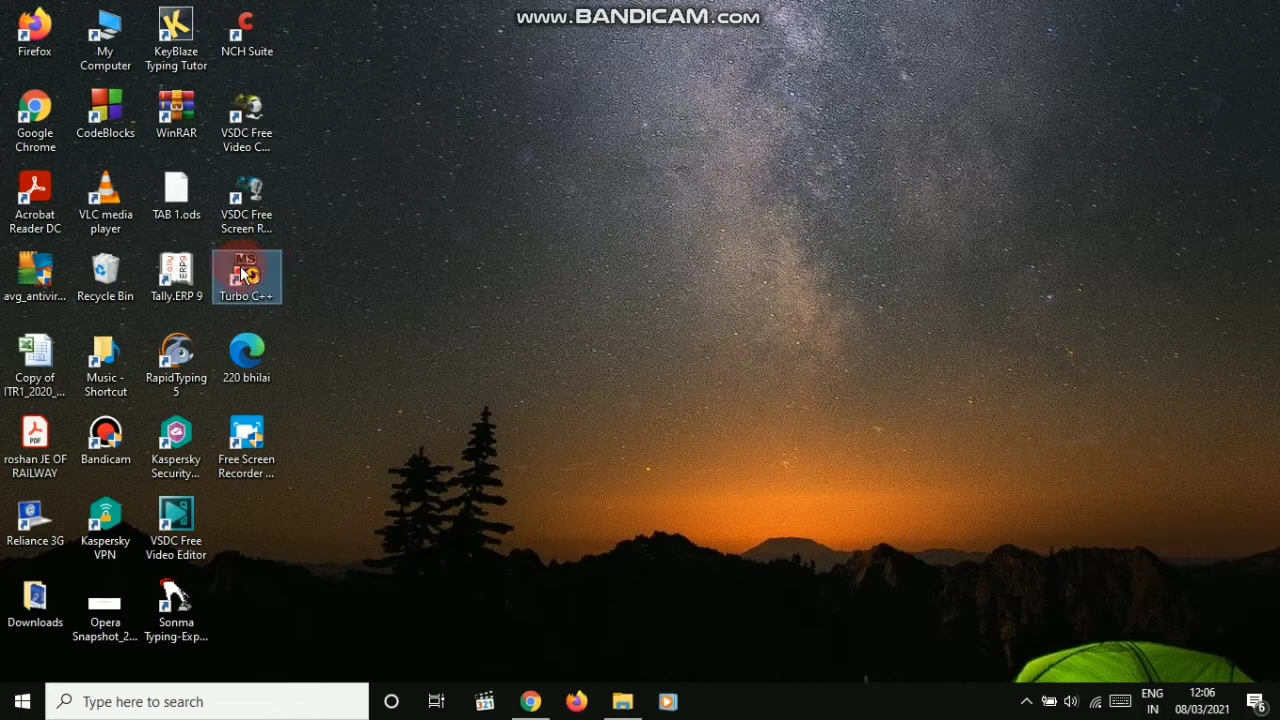 www.BANDICAM.com
Firefox
My
Computer
KeyBlaze
Typing Tutor
NCH Suite
Google
Chrome
CodeBlocks
WinRAR
VSDC Free
Video C...
Acrobat
Reader DC
VLC media
player
TAB 1.ods
VSDC Free
Screen R...
avg_antivir...
Recycle Bin
Tally.ERP 9
Turbo C++
Copy of
ITR1_2020_...
Music -
Shortcut
RapidTyping
5
220 bhilai
roshan JE OF
RAILWAY
Bandicam
Kaspersky
Security...
Free Screen
Recorder ...
Reliance 3G
Kaspersky
VPN
VSDC Free
Video Editor
Downloads
Opera
Snapshot_2...
Sonma
Typing-Exp...
Type here to search
321
ENG
IN
12:06
08/03/2021
6